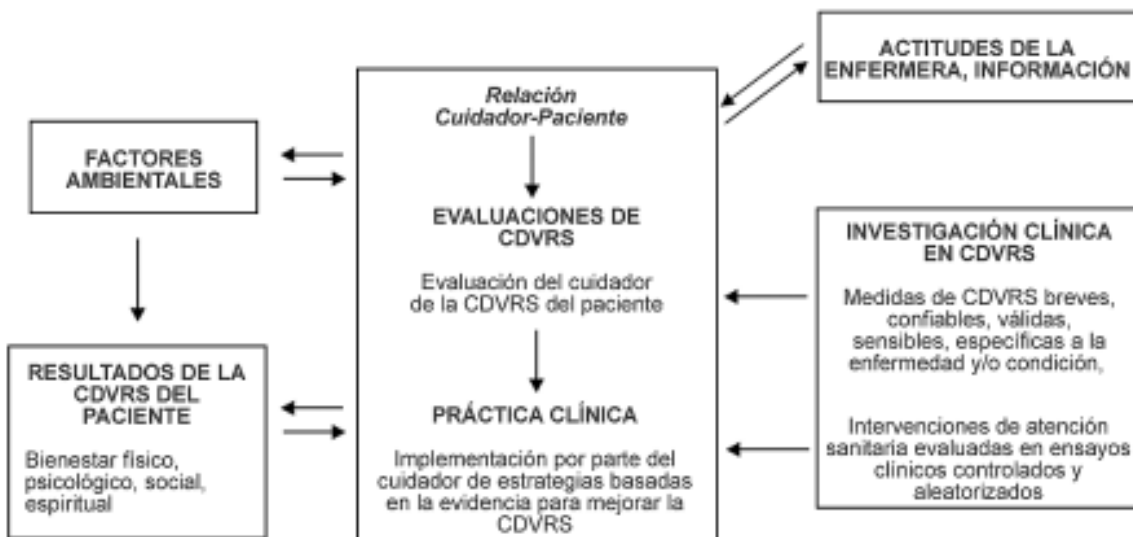 FACTORES
AMBIENTALES
RESULTADOS DE LA
CDVRS DEL
PACIENTE
Bienestar físico,
psicológico, social,
espiritual
Relación
Cuidador-Paciente
EVALUACIONES DE
CDVRS
Evaluación del cuidador
de la CDVRS del paciente
PRÁCTICA CLÍNICA
Implementación por parte del
cuidador de estrategias basadas
en la evidencia para mejorar la
CDVRS
ACTITUDES DE LA
ENFERMERA, INFORMACIÓN
INVESTIGACIÓN CLÍNICA
EN CDVRS
Medidas de CDVRS breves,
confiables, válidas,
sensibles, específicas a la
enfermedad y/o condición,
Intervenciones de atención
sanitaria evaluadas en ensayos
clínicos controlados y
aleatorizados